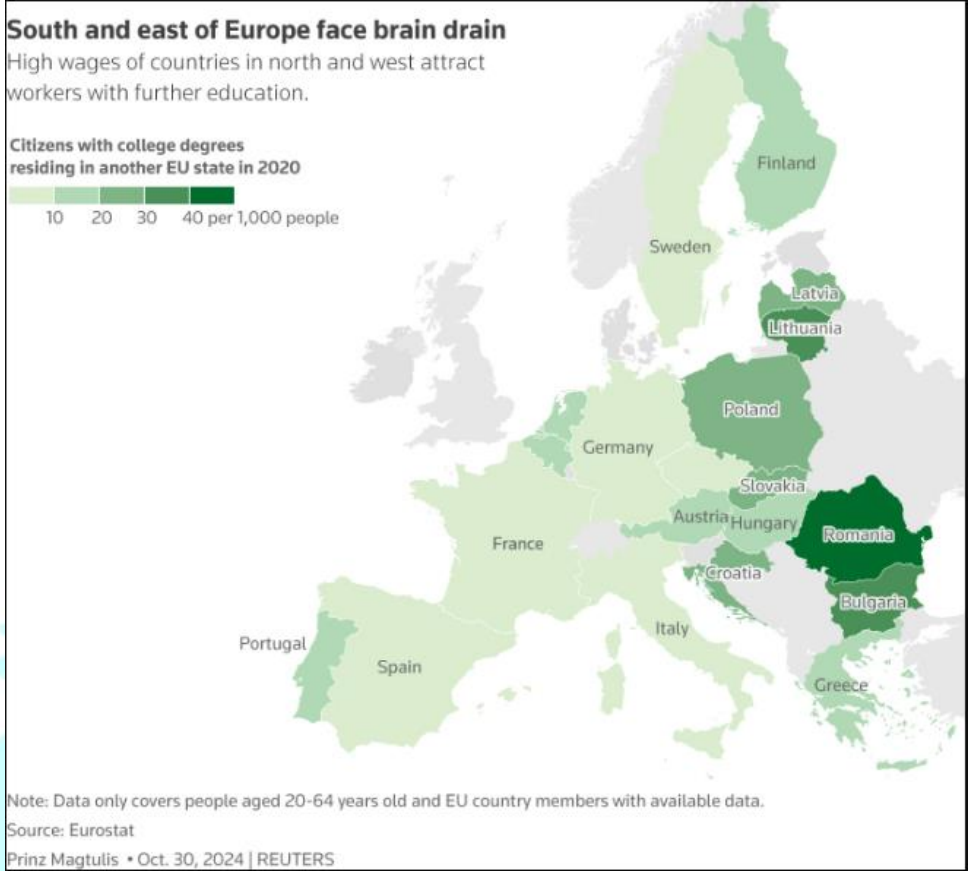 South and east of Europe face brain drain
High wages of countries in north and west attract
workers with further education.
Citizens with college degrees
residing in another EU state in 2020
10 20 30 40 per 1,000 people
Finland
Sweden
Latvia
Lithuania
Poland
Germany
Slovakia
Austria
Hungary
Romania
France
Croatia
Bulgaria
Italy
Portugal
Spain
Greece
Note: Data only covers people aged 20-64 years old and EU country members with available data.
Source: Eurostat
Prinz Magtulis • Oct. 30, 2024 | REUTERS